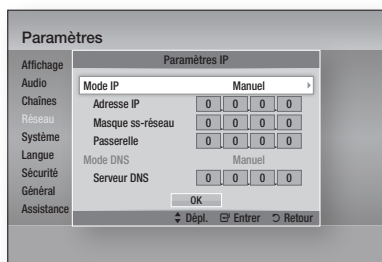 Paramètres
Affichage
Audio
Chaînes
Réseau
Système
Langue
Sécurité
Général
Assistance
Paramètres IP
Mode IP Manuel
Adresse IP 0 . 0 . 0 . 0
Masque ss-réseau 0 . 0 . 0 . 0
Passerelle 0 . 0 . 0 . 0
Mode DNS Manuel
Serveur DNS 0 . 0 . 0 . 0
OK
Dépl. Entrer Retour